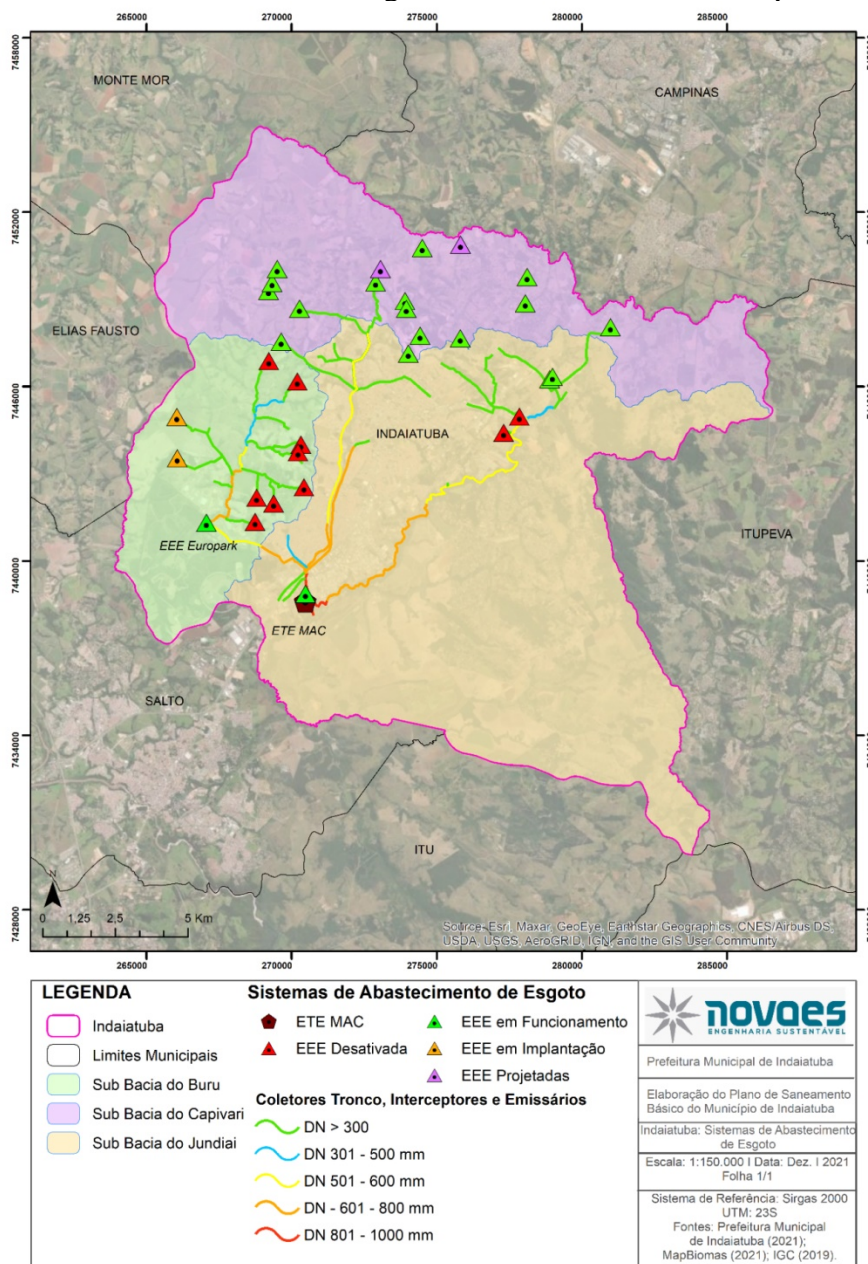 265000 270000 275000 280000 285000
7458000
MONTE MOR
CAMPINAS
7452000
ELIAS FAUSTO
7446000
INDAIATUBA
EEE Europark
ITUPEVA
7440000
ETE MAC
SALTO
7434000
ITU
N
0 1,25 2,5 5 Km
7428000
Source: Esri, Maxar, GeoEye, Earthstar Geographics, CNES/Airbus DS,
USDA, USGS, AeroGRID, IGN, and the GIS User Community
265000 270000 275000 280000 285000
LEGENDA
Indaiatuba
Limites Municipais
Sub Bacia do Buru
Sub Bacia do Capivari
Sub Bacia do Jundiai
Sistemas de Abastecimento de Esgoto
ETE MAC
EEE Desativada
EEE em Funcionamento
EEE em Implantação
EEE Projetadas
Coletores Tronco, Interceptores e Emissários
DN > 300
DN 301 - 500 mm
DN 501 - 600 mm
DN - 601 - 800 mm
DN 801 - 1000 mm
novaes
ENGENHARIA SUSTENTÁVEL
Prefeitura Municipal de Indaiatuba
Elaboração do Plano de Saneamento
Básico do Município de Indaiatuba
Indaiatuba: Sistemas de Abastecimento
de Esgoto
Escala: 1:150.000 I Data: Dez. I 2021
Folha 1/1
Sistema de Referência: Sirgas 2000
UTM: 23S
Fontes: Prefeitura Municipal
de Indaiatuba (2021);
MapBiomas (2021); IGC (2019).